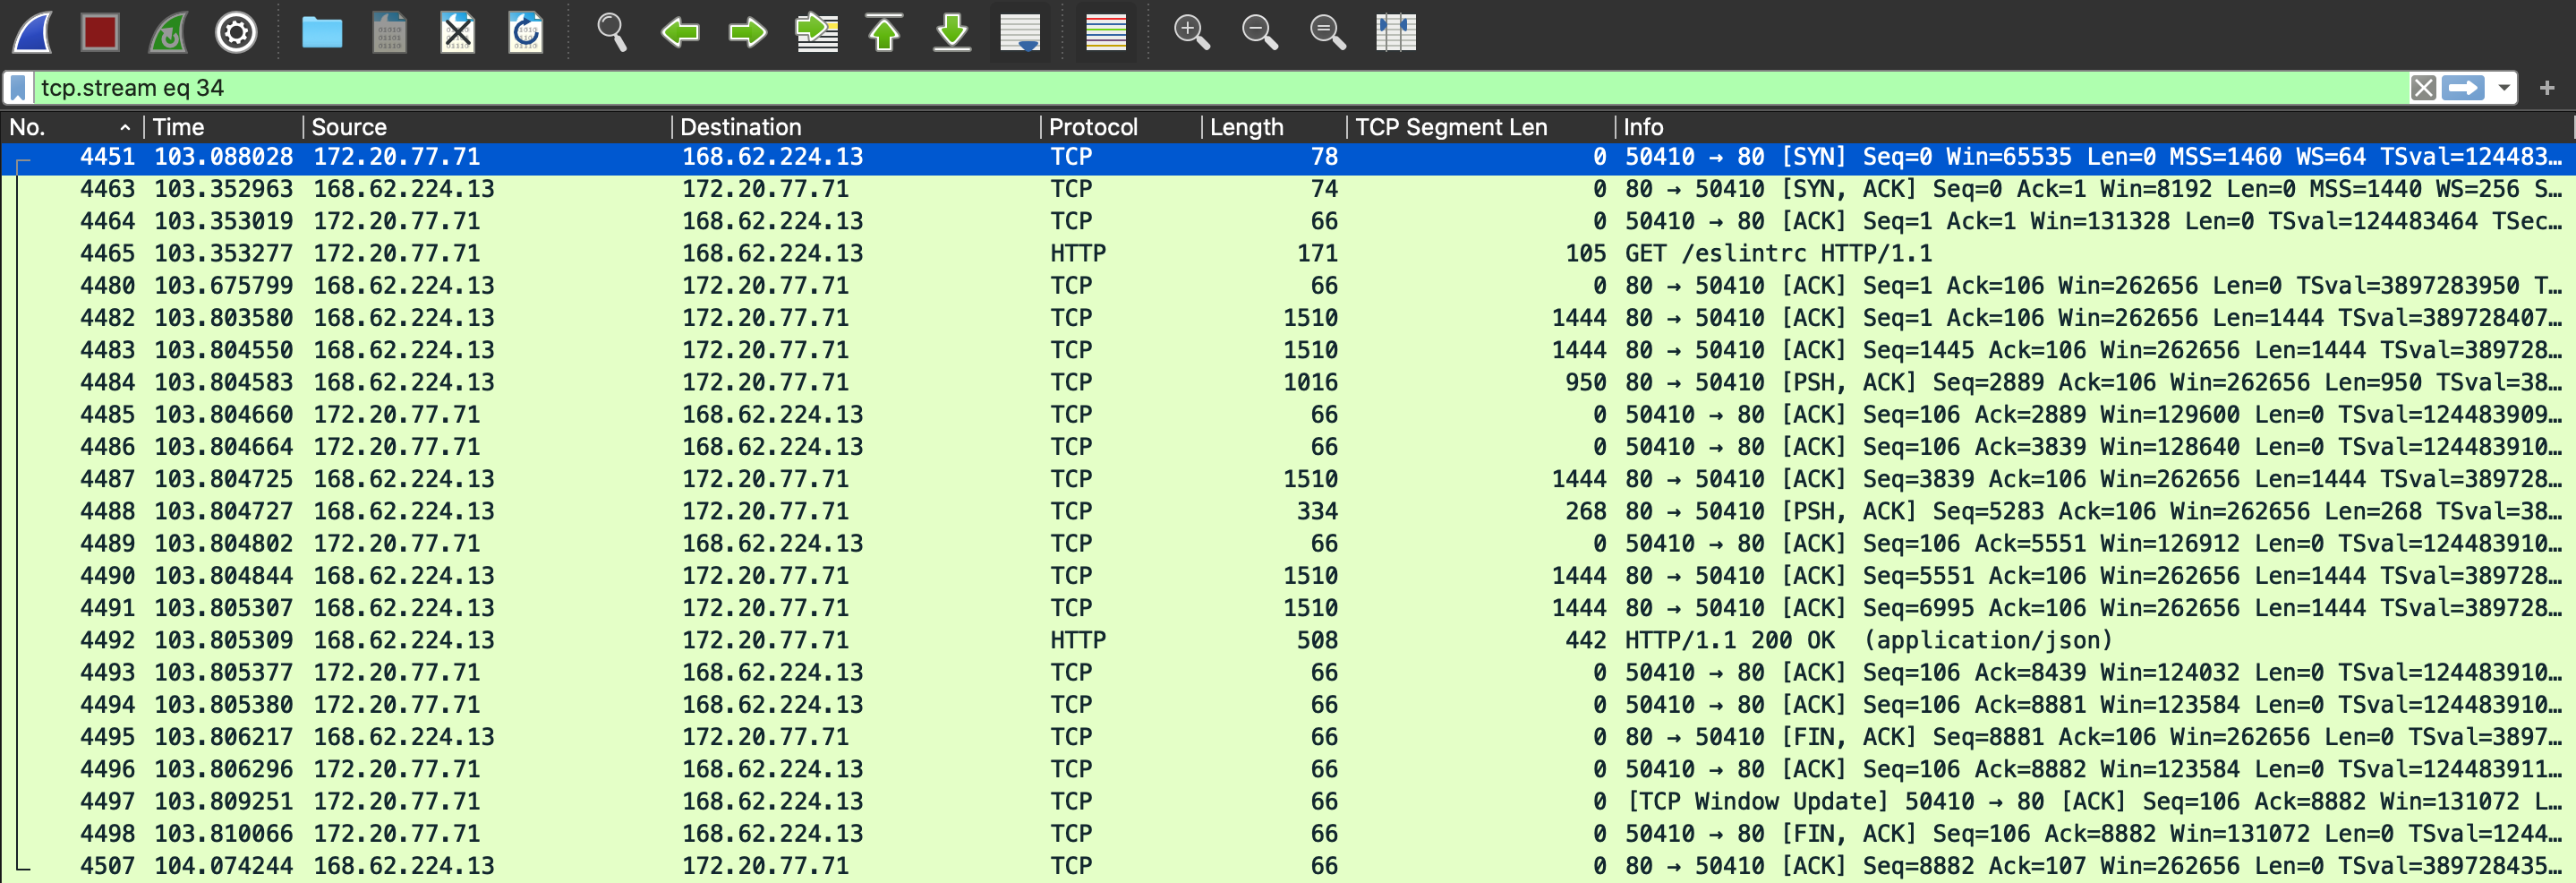 tcp.stream eq 34
No. Time Source Destination Protocol Length TCP Segment Len Info
4451 103.088028 172.20.77.71 168.62.224.13 TCP 78 0 50410 → 80 [SYN] Seq=0 Win=65535 Len=0 MSS=1460 WS=64 TSval=124483…
4463 103.352963 168.62.224.13 172.20.77.71 TCP 74 0 80 → 50410 [SYN, ACK] Seq=0 Ack=1 Win=8192 Len=0 MSS=1440 WS=256 S…
4464 103.353019 172.20.77.71 168.62.224.13 TCP 66 0 50410 → 80 [ACK] Seq=1 Ack=1 Win=131328 Len=0 TSval=124483464 TSec…
4465 103.353277 172.20.77.71 168.62.224.13 HTTP 171 105 GET /eslintrc HTTP/1.1
4480 103.675799 168.62.224.13 172.20.77.71 TCP 66 0 80 → 50410 [ACK] Seq=1 Ack=106 Win=262656 Len=0 TSval=3897283950 T…
4482 103.803580 168.62.224.13 172.20.77.71 TCP 1510 1444 80 → 50410 [ACK] Seq=1 Ack=106 Win=262656 Len=1444 TSval=389728407…
4483 103.804550 168.62.224.13 172.20.77.71 TCP 1510 1444 80 → 50410 [ACK] Seq=1445 Ack=106 Win=262656 Len=1444 TSval=389728…
4484 103.804583 168.62.224.13 172.20.77.71 TCP 1016 950 80 → 50410 [PSH, ACK] Seq=2889 Ack=106 Win=262656 Len=950 TSval=38…
4485 103.804660 172.20.77.71 168.62.224.13 TCP 66 0 50410 → 80 [ACK] Seq=106 Ack=2889 Win=129600 Len=0 TSval=124483909…
4486 103.804664 172.20.77.71 168.62.224.13 TCP 66 0 50410 → 80 [ACK] Seq=106 Ack=3839 Win=128640 Len=0 TSval=124483910…
4487 103.804725 168.62.224.13 172.20.77.71 TCP 1510 1444 80 → 50410 [ACK] Seq=3839 Ack=106 Win=262656 Len=1444 TSval=389728…
4488 103.804727 168.62.224.13 172.20.77.71 TCP 334 268 80 → 50410 [PSH, ACK] Seq=5283 Ack=106 Win=262656 Len=268 TSval=38…
4489 103.804802 172.20.77.71 168.62.224.13 TCP 66 0 50410 → 80 [ACK] Seq=106 Ack=5551 Win=126912 Len=0 TSval=124483910…
4490 103.804844 168.62.224.13 172.20.77.71 TCP 1510 1444 80 → 50410 [ACK] Seq=5551 Ack=106 Win=262656 Len=1444 TSval=389728…
4491 103.805307 168.62.224.13 172.20.77.71 TCP 1510 1444 80 → 50410 [ACK] Seq=6995 Ack=106 Win=262656 Len=1444 TSval=389728…
4492 103.805309 168.62.224.13 172.20.77.71 HTTP 508 442 HTTP/1.1 200 OK (application/json)
4493 103.805377 172.20.77.71 168.62.224.13 TCP 66 0 50410 → 80 [ACK] Seq=106 Ack=8439 Win=124032 Len=0 TSval=124483910…
4494 103.805380 172.20.77.71 168.62.224.13 TCP 66 0 50410 → 80 [ACK] Seq=106 Ack=8881 Win=123584 Len=0 TSval=124483910…
4495 103.806217 168.62.224.13 172.20.77.71 TCP 66 0 80 → 50410 [FIN, ACK] Seq=8881 Ack=106 Win=262656 Len=0 TSval=3897…
4496 103.806296 172.20.77.71 168.62.224.13 TCP 66 0 50410 → 80 [ACK] Seq=106 Ack=8882 Win=123584 Len=0 TSval=124483911…
4497 103.809251 172.20.77.71 168.62.224.13 TCP 66 0 [TCP Window Update] 50410 → 80 [ACK] Seq=106 Ack=8882 Win=131072 L…
4498 103.810066 172.20.77.71 168.62.224.13 TCP 66 0 50410 → 80 [FIN, ACK] Seq=106 Ack=8882 Win=131072 Len=0 TSval=1244…
4507 104.074244 168.62.224.13 172.20.77.71 TCP 66 0 80 → 50410 [ACK] Seq=8882 Ack=107 Win=262656 Len=0 TSval=389728435…